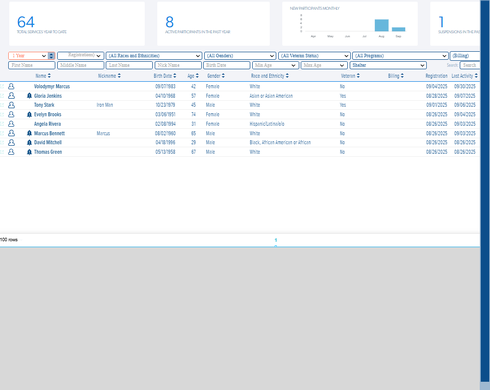 NEW PARTICIPANTS MONTHLY
64
TOTAL SERVICES YEAR TO DATE
8
ACTIVE PARTICIPANTS IN THE PAST YEAR
1
SUSPENSIONS IN THE PAS
1 Year
Registrations
(All Races and Ethnicities)
(All Genders)
(All Veteran Status)
(All Programs)
(Billing)
First Name
Middle Name
Last Name
Nick Name
Birth Date
Min Age
Max Age
Shelter
Search
Search
Name Nickname Birth Date Age Gender Race and Ethnicity Veteran Billing Registration Last Activity
Volodymyr Marcus 09/07/1983 42 Female White No 09/04/2025 09/30/2025
Gloria Jenkins 04/10/1968 57 Female Asian or Asian American Yes 08/28/2025 09/07/2025
Tony Stark Iron Man 10/23/1979 45 Male White Yes 09/01/2025 09/06/2025
Evelyn Brooks 03/06/1951 74 Female White No 08/26/2025 09/04/2025
Angela Rivera 02/08/1994 31 Female Hispanic/Latina/e/o No 08/26/2025 09/03/2025
Marcus Bennett Marcus 08/02/1960 65 Male White No 08/26/2025 09/02/2025
David Mitchell 04/18/1996 29 Male Black, African American or African No 08/26/2025 08/26/2025
Thomas Green 05/13/1958 67 Male White No 08/26/2025 08/26/2025
100 rows
1